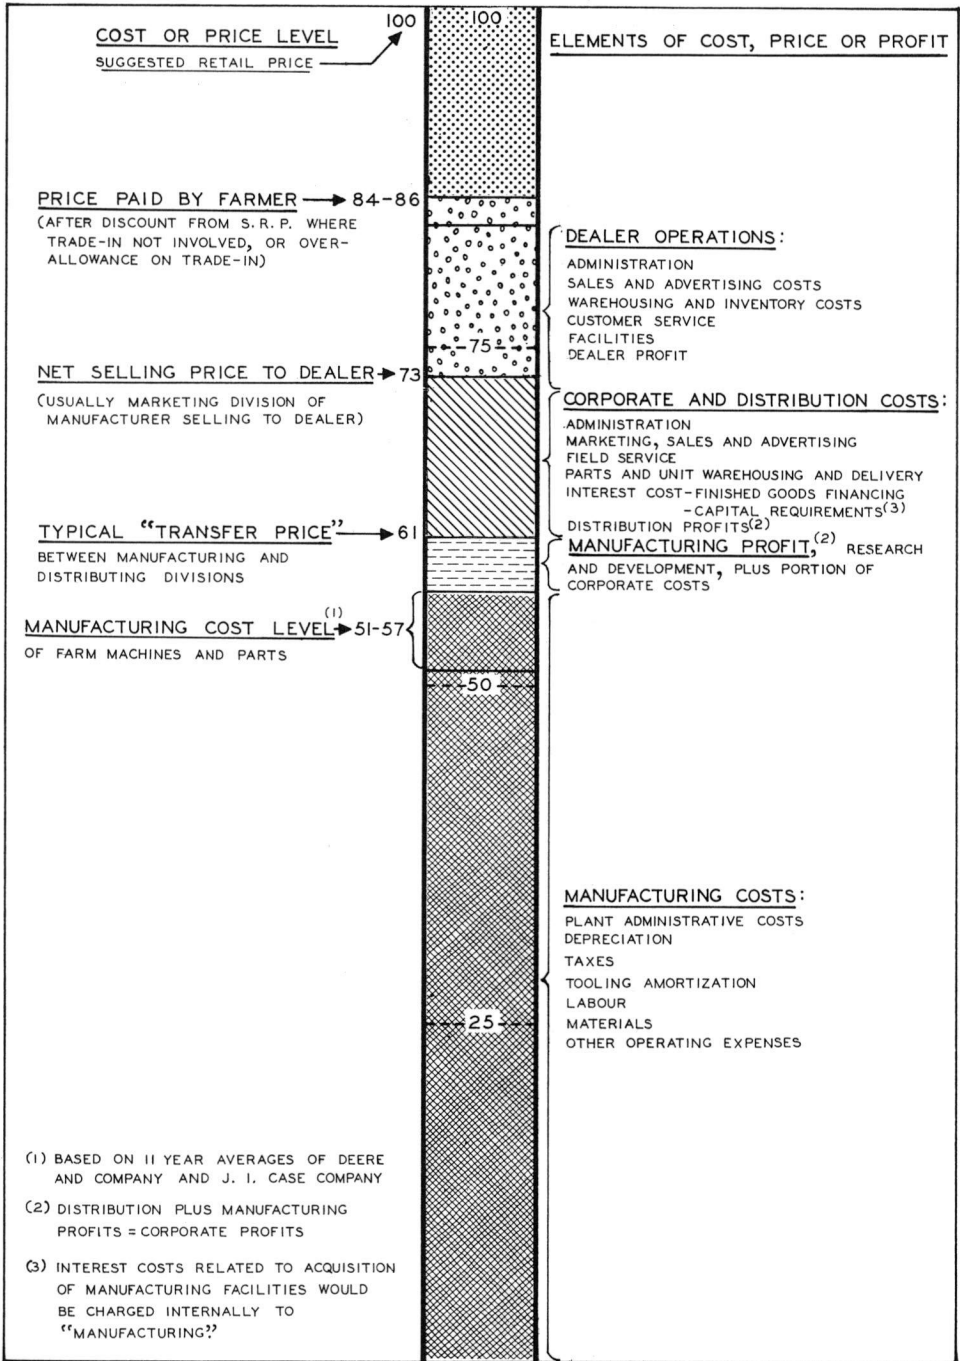 COST OR PRICE LEVEL
SUGGESTED RETAIL PRICE
100
100
ELEMENTS OF COST, PRICE OR PROFIT
PRICE PAID BY FARMER 84-86
(AFTER DISCOUNT FROM S.R.P. WHERE
TRADE-IN NOT INVOLVED, OR OVER-
ALLOWANCE ON TRADE-IN)
DEALER OPERATIONS:
ADMINISTRATION
SALES AND ADVERTISING COSTS
WAREHOUSING AND INVENTORY COSTS
CUSTOMER SERVICE
FACILITIES
DEALER PROFIT
75
NET SELLING PRICE TO DEALER 73
(USUALLY MARKETING DIVISION OF
MANUFACTURER SELLING TO DEALER)
CORPORATE AND DISTRIBUTION COSTS:
ADMINISTRATION
MARKETING, SALES AND ADVERTISING
FIELD SERVICE
PARTS AND UNIT WAREHOUSING AND DELIVERY
INTEREST COST-FINISHED GOODS FINANCING
-CAPITAL REQUIREMENTS(3)
DISTRIBUTION PROFITS(2)
TYPICAL "TRANSFER PRICE" 61
BETWEEN MANUFACTURING AND
DISTRIBUTING DIVISIONS
MANUFACTURING PROFIT,(2) RESEARCH
AND DEVELOPMENT, PLUS PORTION OF
CORPORATE COSTS
MANUFACTURING COST LEVEL(1) 51-57
OF FARM MACHINES AND PARTS
50
MANUFACTURING COSTS:
PLANT ADMINISTRATIVE COSTS
DEPRECIATION
TAXES
TOOLING AMORTIZATION
LABOUR
MATERIALS
OTHER OPERATING EXPENSES
25
(1) BASED ON 11 YEAR AVERAGES OF DEERE
AND COMPANY AND J. I. CASE COMPANY
(2) DISTRIBUTION PLUS MANUFACTURING
PROFITS = CORPORATE PROFITS
(3) INTEREST COSTS RELATED TO ACQUISITION
OF MANUFACTURING FACILITIES WOULD
BE CHARGED INTERNALLY TO
"MANUFACTURING".